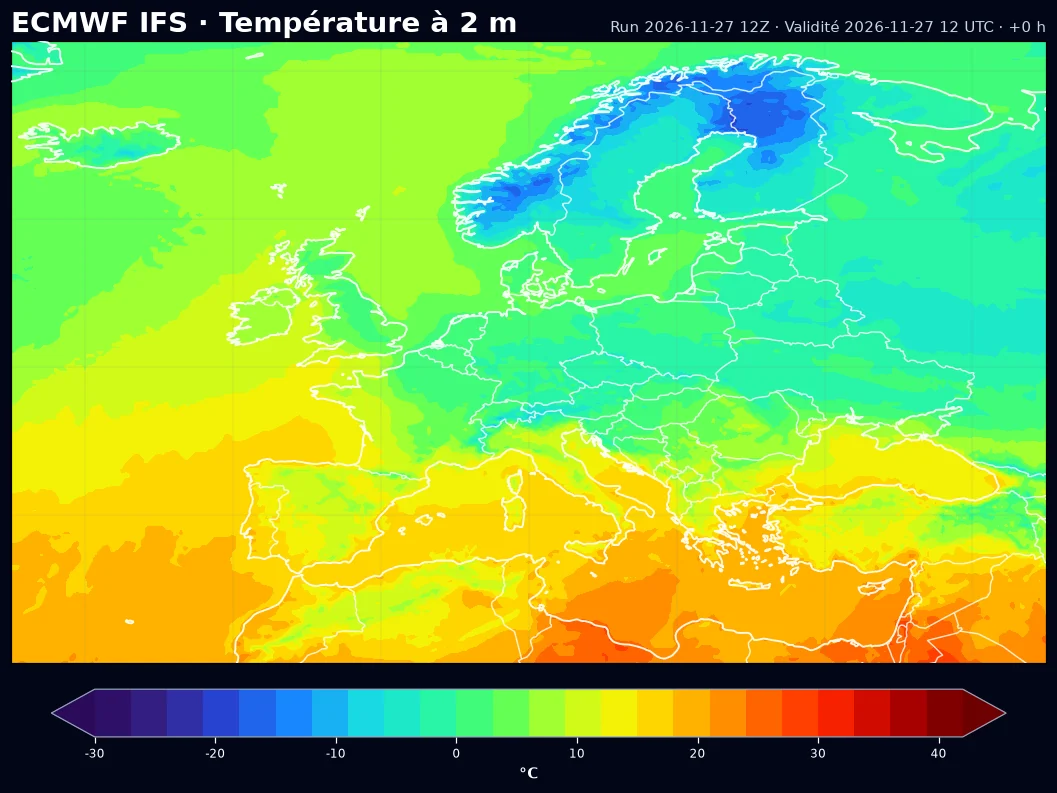 ECMWF IFS · Température à 2 m
Run 2026-11-27 12Z · Validité 2026-11-27 12 UTC · +0 h
-30 -20 -10 0 10 20 30 40
°C